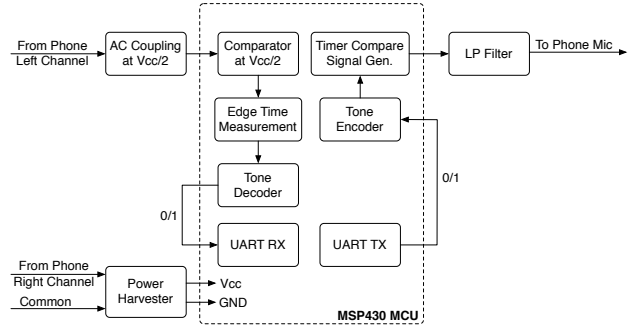 From Phone
Left Channel
AC Coupling
at Vcc/2
Comparator
at Vcc/2
Timer Compare
Signal Gen.
LP Filter
To Phone Mic
Edge Time
Measurement
Tone
Encoder
Tone
Decoder
0/1
0/1
UART RX
UART TX
From Phone
Right Channel
Common
Power
Harvester
Vcc
GND
MSP430 MCU